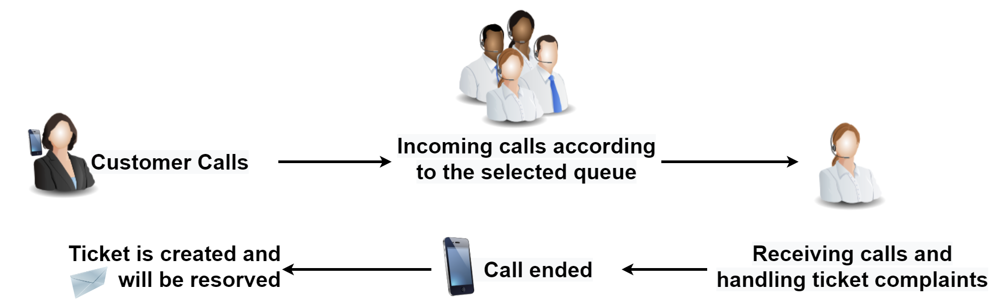 Customer Calls
Incoming calls according
to the selected queue
Receiving calls and
handling ticket complaints
Call ended
Ticket is created and
will be resorved